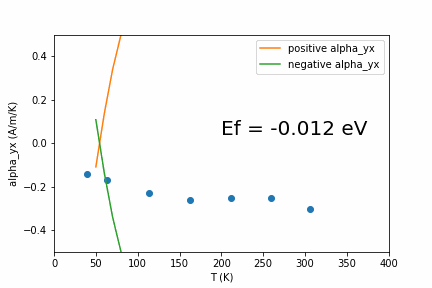 positive alpha_yx
negative alpha_yx
Ef = -0.012 eV
alpha_yx (A/m/K)
0.4
0.2
0.0
−0.2
−0.4
0 50 100 150 200 250 300 350 400
T (K)